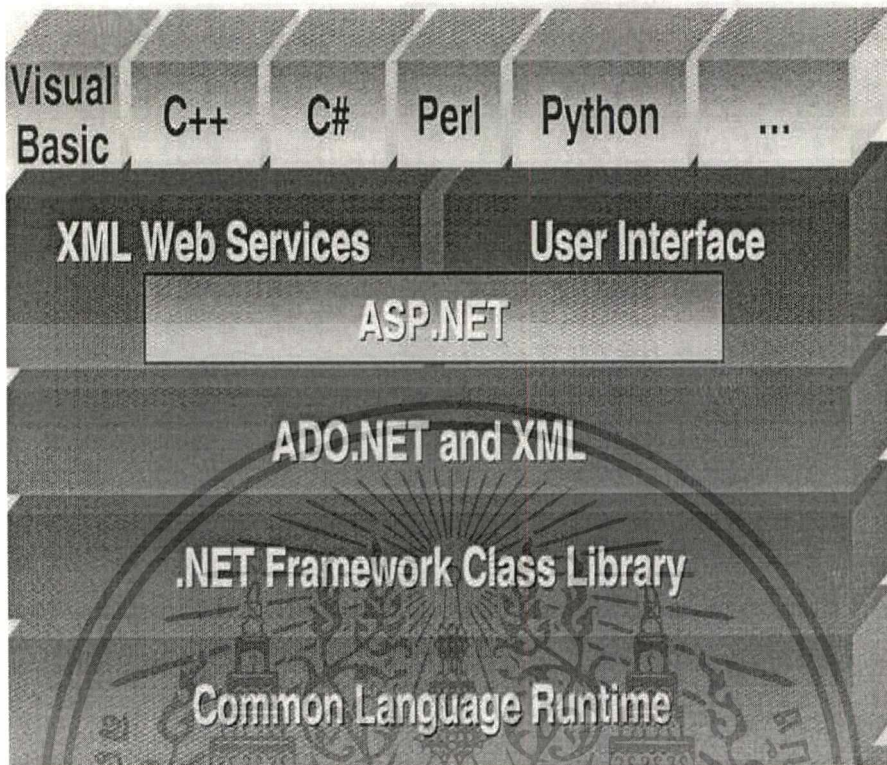 Visual
Basic
C++
C#
Perl
Python
...
XML Web Services
User Interface
ASP.NET
ADO.NET and XML
.NET Framework Class Library
Common Language Runtime